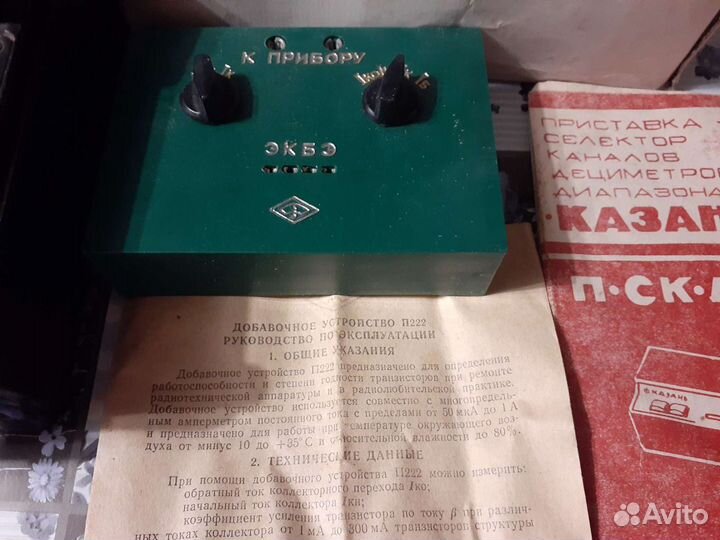 К ПРИБОРУ
Iк
Iб
ЭКБЭ
ПРИСТАВКА
СЕЛЕКТОР
КАНАЛОВ
ДЕЦИМЕТРОВ
ДИАПАЗОНА
КАЗАН
П·СК·
КАЗАНЬ
ДОБАВОЧНОЕ УСТРОЙСТВО П222
РУКОВОДСТВО ПО ЭКСПЛУАТАЦИИ
1. ОБЩИЕ УКАЗАНИЯ
Добавочное устройство П222 предназначено для определения
работоспособности и степени годности транзисторов при ремонте
радиотехнической аппаратуры и в радиолюбительской практике.
Добавочное устройство используется совместно с многопредель-
ным амперметром постоянного тока с пределами от 50 мкА до 1 А
и предназначено для работы при температуре окружающего воз-
духа от минус 10 до +35°С и относительной влажности до 80%.
2. ТЕХНИЧЕСКИЕ ДАННЫЕ
При помощи добавочного устройства П222 можно измерить:
обратный ток коллекторного перехода Iко;
начальный ток коллектора Iкн;
коэффициент усиления транзистора по току β при различ-
ных токах коллектора от 1 мА до 300 мА транзисторов структуры
Avito